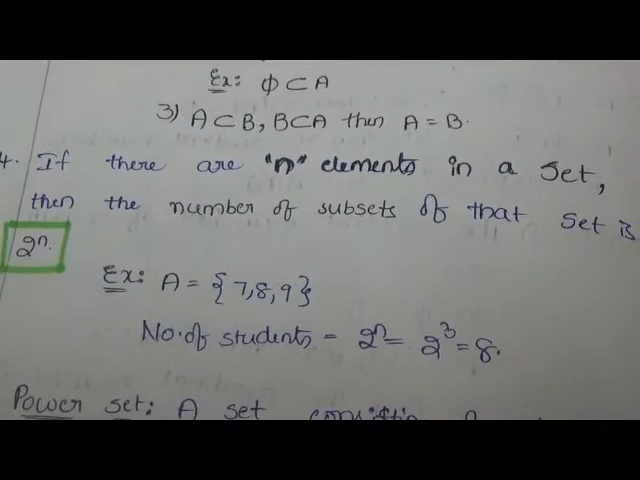 Ex: ϕ ⊂ A
3) A ⊂ B, B ⊂ A then A = B.
4. If there are "n" elements in a set,
then the number of subsets of that set is
2ⁿ.
Ex: A = {7,8,9}
No. of students = 2ⁿ = 2³ = 8.
Power set: A set consisting